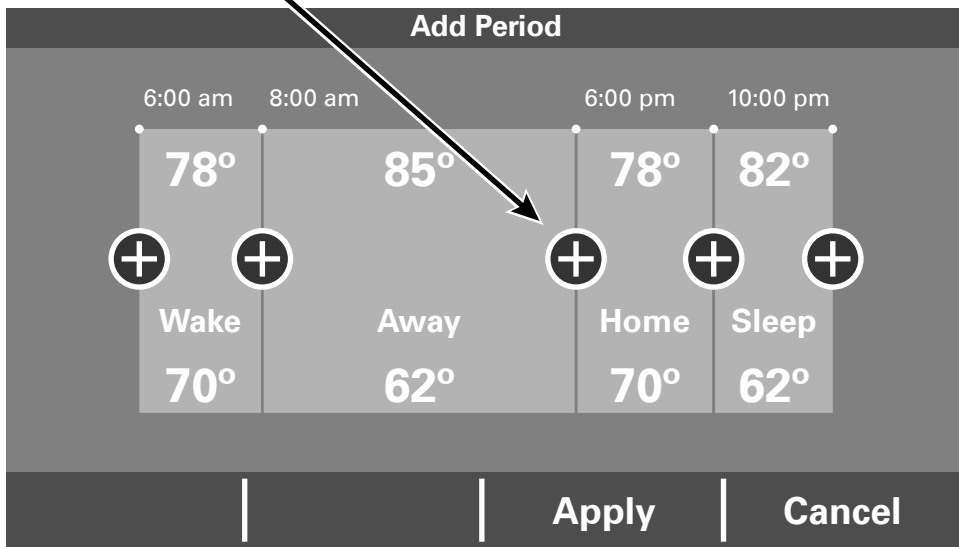 Add Period
6:00 am 8:00 am 6:00 pm 10:00 pm
78º 85º 78º 82º
Wake Away Home Sleep
70º 62º 70º 62º
Apply Cancel